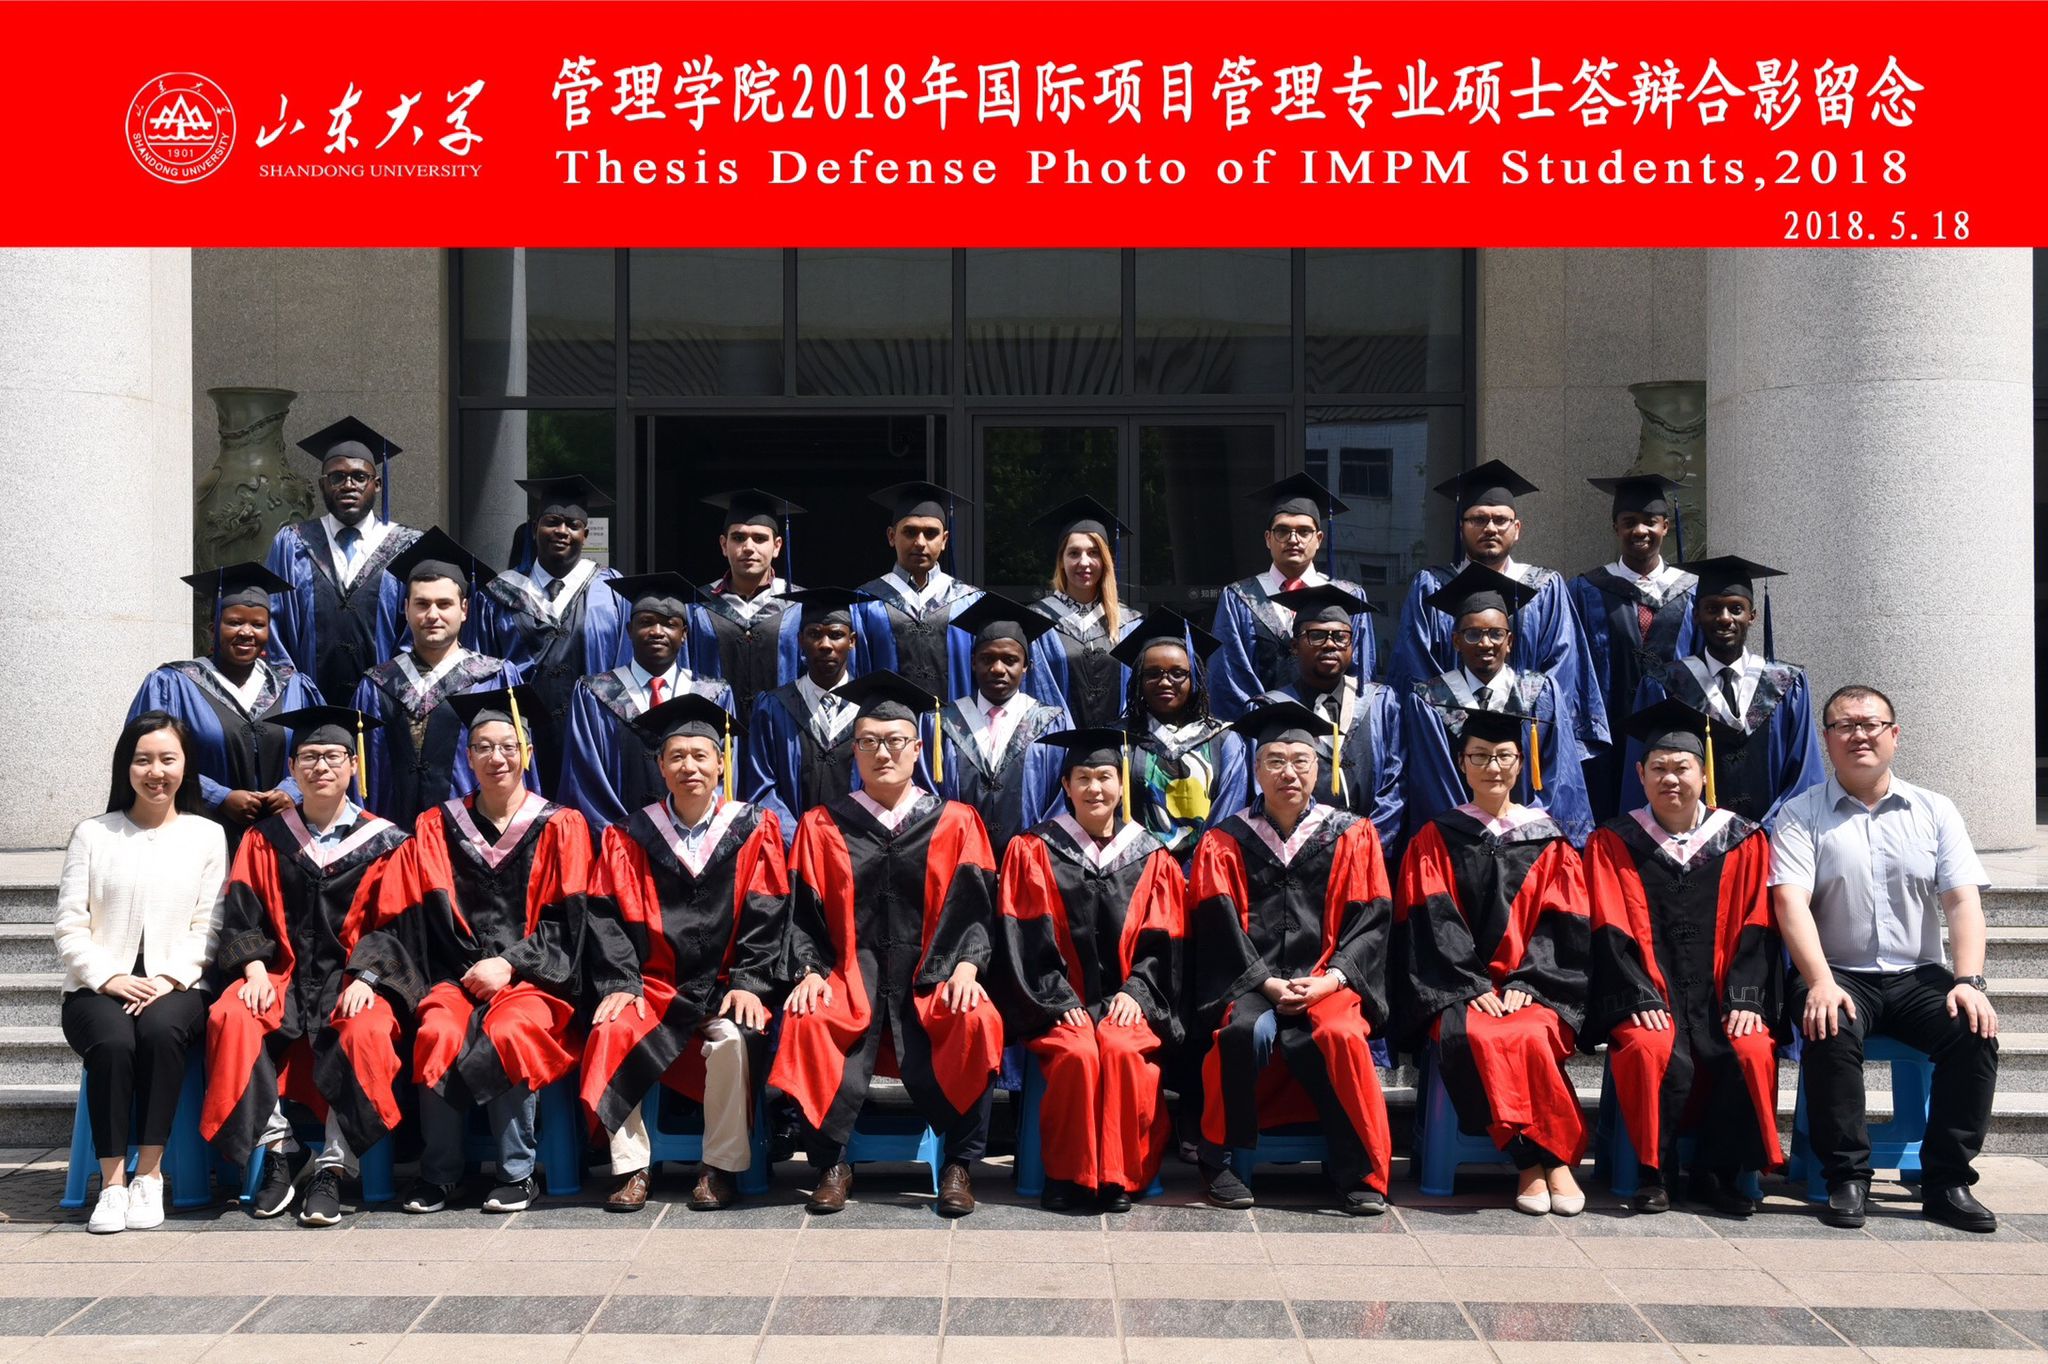 山东大学
SHANDONG UNIVERSITY
1901
SHANDONG UNIVERSITY
管理学院2018年国际项目管理专业硕士答辩合影留念
Thesis Defense Photo of IMPM Students,2018
2018.5.18
知新